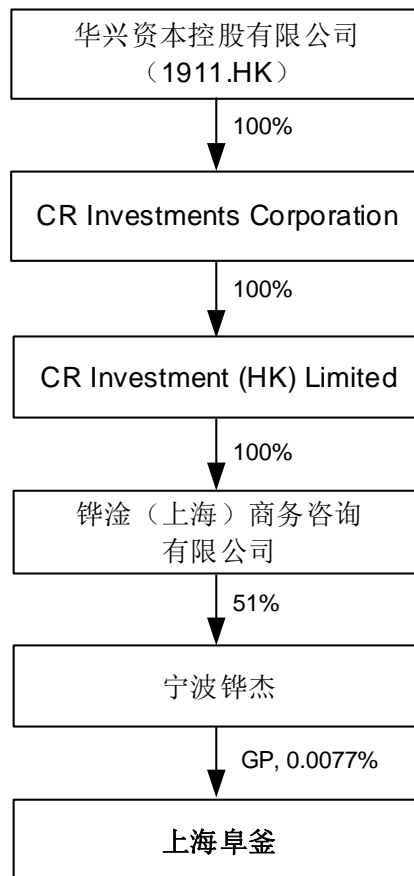 华兴资本控股有限公司
（1911.HK）
100%
CR Investments Corporation
100%
CR Investment (HK) Limited
100%
铧淦（上海）商务咨询
有限公司
51%
宁波铧杰
GP, 0.0077%
上海阜釜